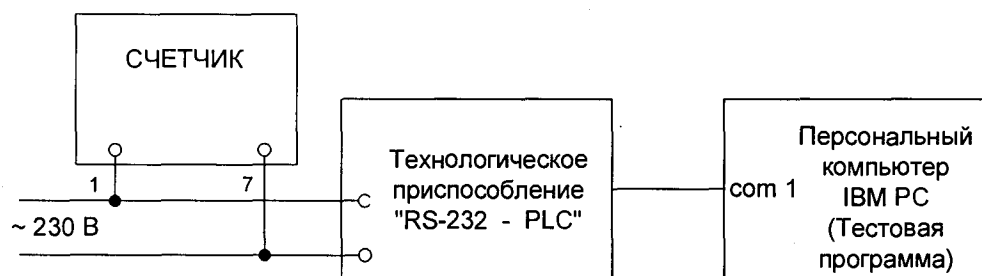 СЧЕТЧИК
1
7
~ 230 В
Технологическое
приспособление
"RS-232 - PLC"
com 1
Персональный
компьютер
IBM PC
(Тестовая
программа)